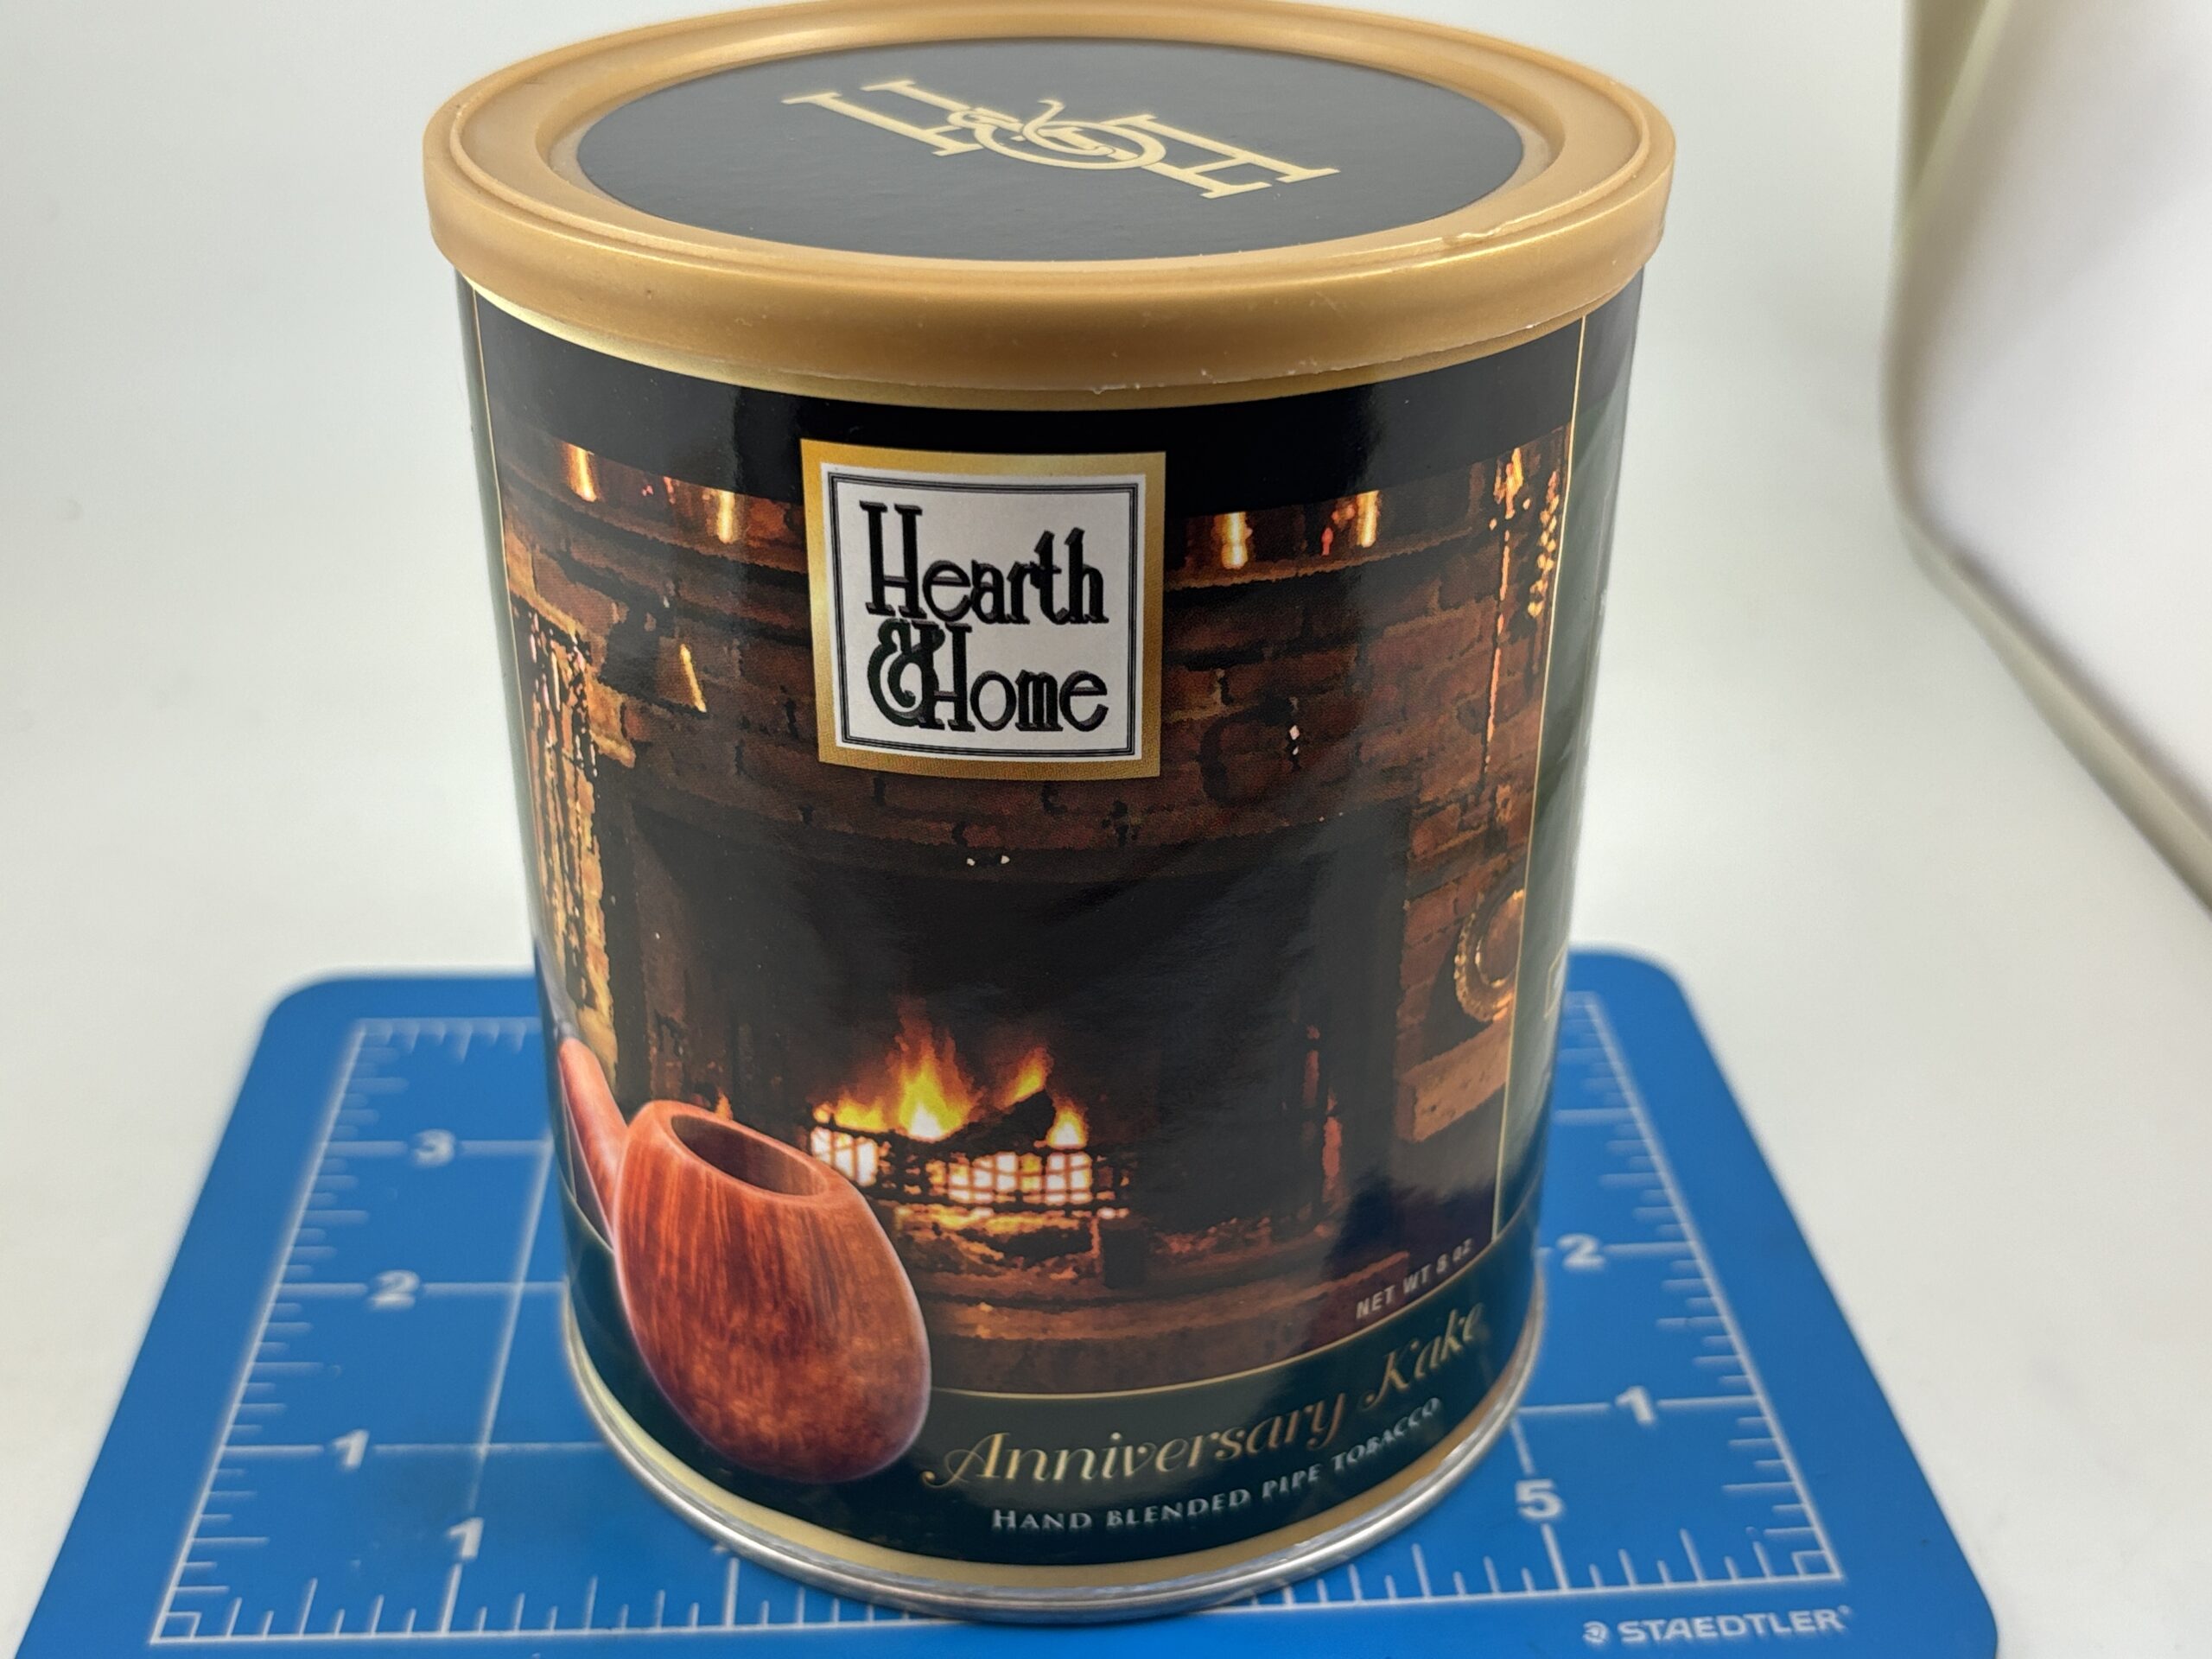 H&H
Hearth
&Home
NET WT 8 OZ
Anniversary Kake
HAND BLENDED PIPE TOBACCO
3
2
1
1
2
1
5
STAEDTLER